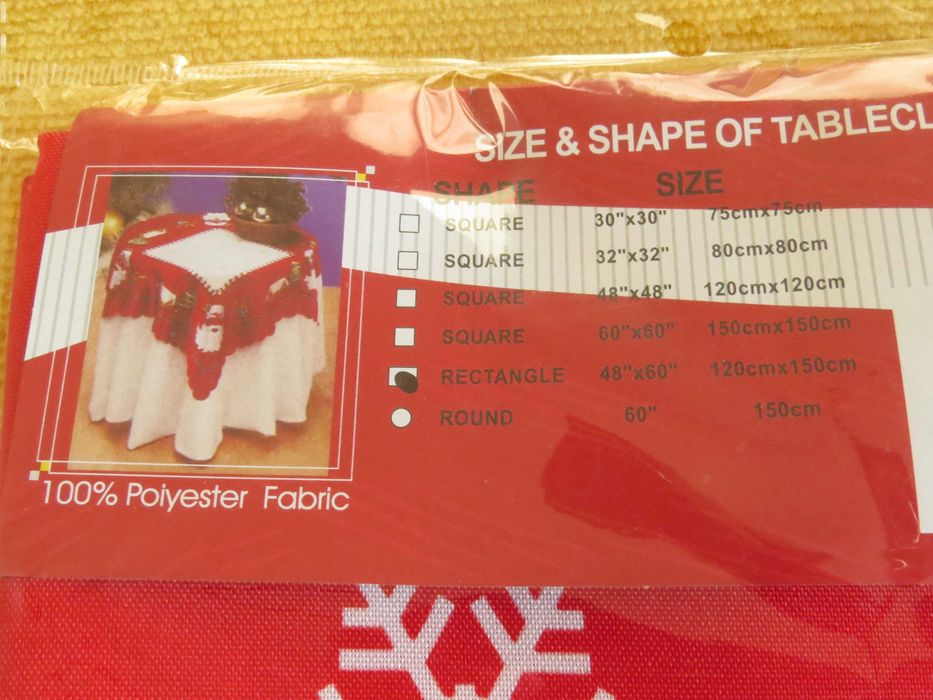 SIZE & SHAPE OF TABLECL
SHAPE SIZE
SQUARE 30"x30" 75cmx75cm
SQUARE 32"x32" 80cmx80cm
SQUARE 48"x48" 120cmx120cm
SQUARE 60"x60" 150cmx150cm
RECTANGLE 48"x60" 120cmx150cm
ROUND 60" 150cm
100% Poiyester Fabric